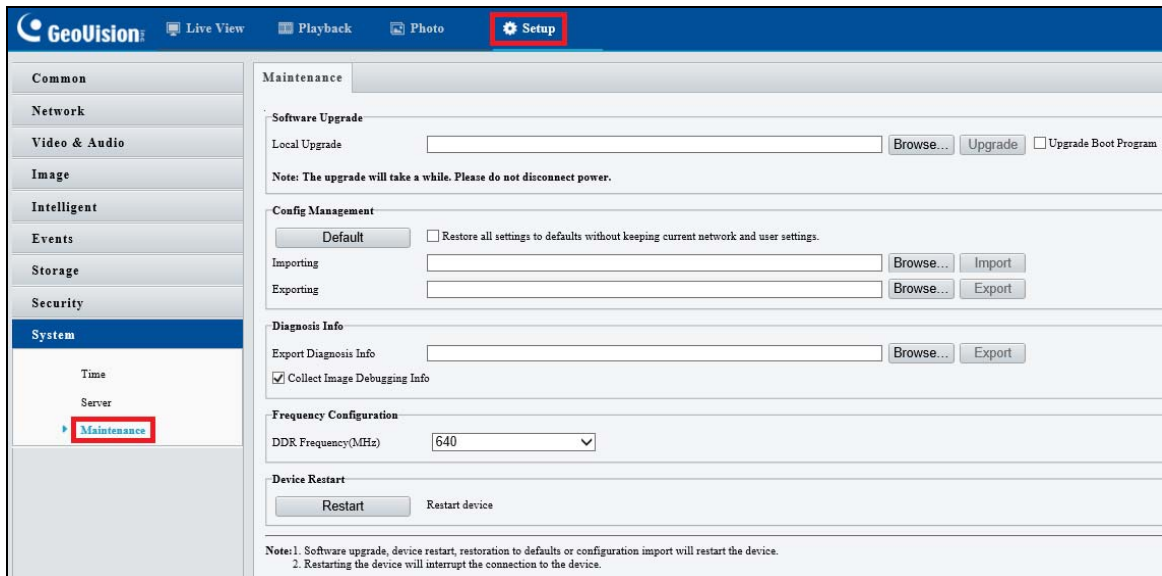 GeoVision Live View Playback Photo Setup
Common
Network
Video & Audio
Image
Intelligent
Events
Storage
Security
System
Time
Server
Maintenance
Maintenance
Software Upgrade
Local Upgrade Browse... Upgrade Upgrade Boot Program
Note: The upgrade will take a while. Please do not disconnect power.
Config Management
Default Restore all settings to defaults without keeping current network and user settings.
Importing Browse... Import
Exporting Browse... Export
Diagnosis Info
Export Diagnosis Info Browse... Export
Collect Image Debugging Info
Frequency Configuration
DDR Frequency(MHz) 640
Device Restart
Restart Restart device
Note:1. Software upgrade, device restart, restoration to defaults or configuration import will restart the device.
2. Restarting the device will interrupt the connection to the device.